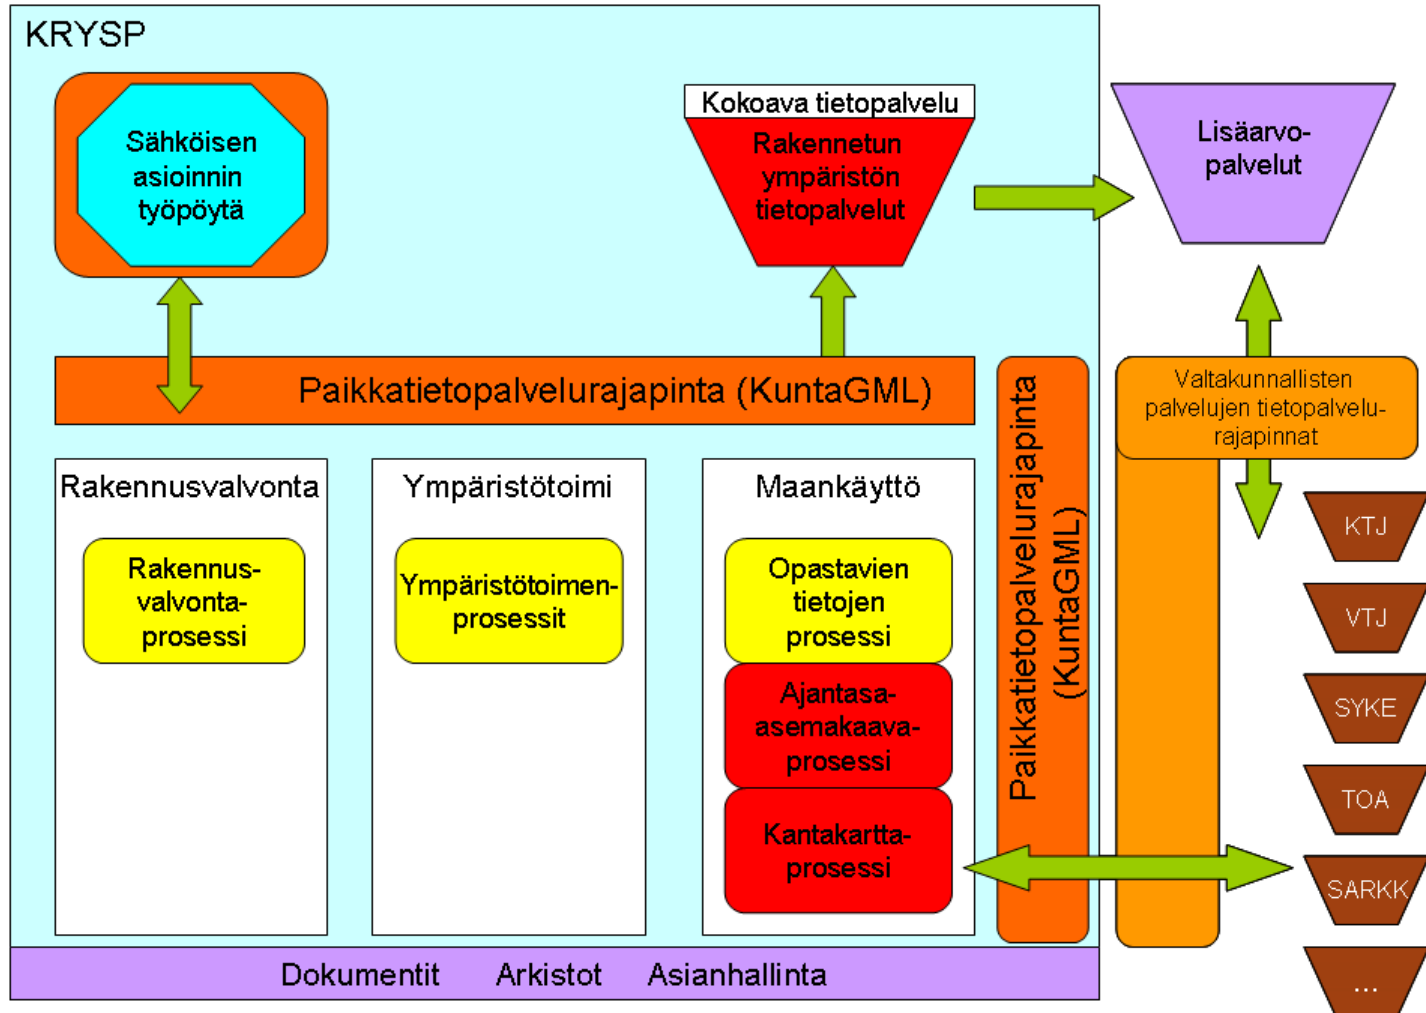 KRYSP
Sähköisen
asioinnin
työpöytä
Kokoava tietopalvelu
Rakennetun
ympäristön
tietopalvelut
Lisäarvo-
palvelut
Paikkatietopalvelurajapinta (KuntaGML)
Paikkatietopalvelurajapinta
(KuntaGML)
Valtakunnallisten
palvelujen tietopalvelu-
rajapinnat
Rakennusvalvonta
Rakennus-
valvonta-
prosessi
Ympäristötoimi
Ympäristötoimen-
prosessit
Maankäyttö
Opastavien
tietojen
prosessi
Ajantasa-
asemakaava-
prosessi
Kantakartta-
prosessi
KTJ
VTJ
SYKE
TOA
SARKK
...
Dokumentit Arkistot Asianhallinta